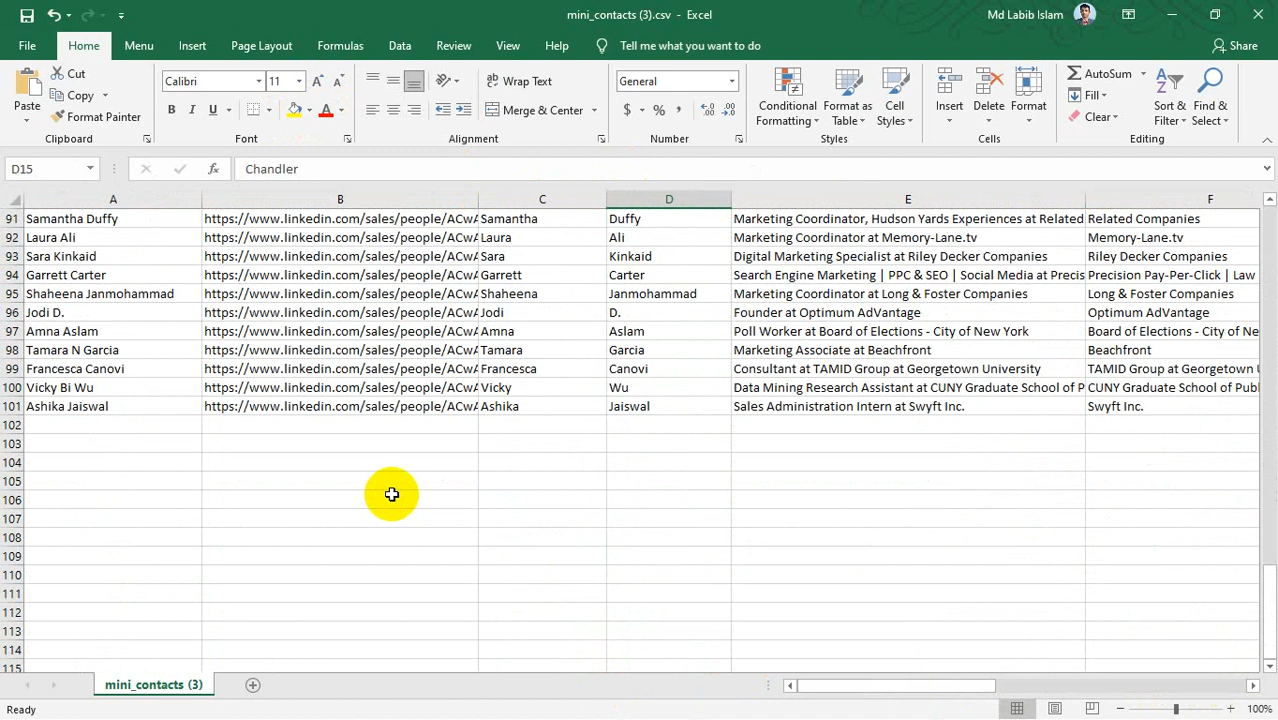 mini_contacts (3).csv - Excel
Md Labib Islam
File Home Menu Insert Page Layout Formulas Data Review View Help Tell me what you want to do Share
Paste Cut Copy Format Painter Clipboard
Calibri 11 B I U Font
Wrap Text Merge & Center Alignment
General $ % , Number
Conditional Formatting Format as Table Cell Styles Styles
Insert Delete Format Cells
AutoSum Fill Clear Sort & Filter Find & Select Editing
D15 fx Chandler
A B C D E F
91 Samantha Duffy https://www.linkedin.com/sales/people/ACwA Samantha Duffy Marketing Coordinator, Hudson Yards Experiences at Related Related Companies
92 Laura Ali https://www.linkedin.com/sales/people/ACwA Laura Ali Marketing Coordinator at Memory-Lane.tv Memory-Lane.tv
93 Sara Kinkaid https://www.linkedin.com/sales/people/ACwA Sara Kinkaid Digital Marketing Specialist at Riley Decker Companies Riley Decker Companies
94 Garrett Carter https://www.linkedin.com/sales/people/ACwA Garrett Carter Search Engine Marketing | PPC & SEO | Social Media at Precis Precision Pay-Per-Click | Law
95 Shaheena Janmohammad https://www.linkedin.com/sales/people/ACwA Shaheena Janmohammad Marketing Coordinator at Long & Foster Companies Long & Foster Companies
96 Jodi D. https://www.linkedin.com/sales/people/ACwA Jodi D. Founder at Optimum AdVantage Optimum AdVantage
97 Amna Aslam https://www.linkedin.com/sales/people/ACwA Amna Aslam Poll Worker at Board of Elections - City of New York Board of Elections - City of Ne
98 Tamara N Garcia https://www.linkedin.com/sales/people/ACwA Tamara Garcia Marketing Associate at Beachfront Beachfront
99 Francesca Canovi https://www.linkedin.com/sales/people/ACwA Francesca Canovi Consultant at TAMID Group at Georgetown University TAMID Group at Georgetown U
100 Vicky Bi Wu https://www.linkedin.com/sales/people/ACwA Vicky Wu Data Mining Research Assistant at CUNY Graduate School of P CUNY Graduate School of Publ
101 Ashika Jaiswal https://www.linkedin.com/sales/people/ACwA Ashika Jaiswal Sales Administration Intern at Swyft Inc. Swyft Inc.
102
103
104
105
106
107
108
109
110
111
112
113
114
115
mini_contacts (3)
Ready 100%